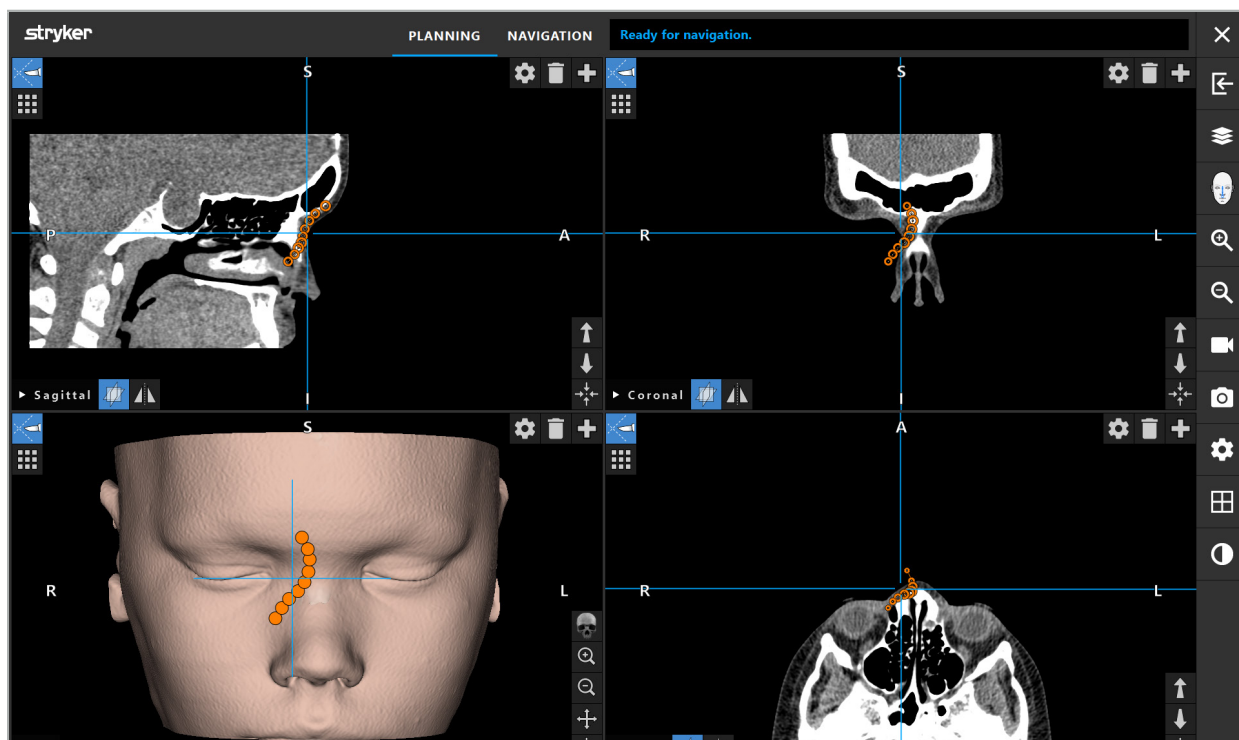 stryker
PLANNING NAVIGATION
Ready for navigation.
S
P A
Sagittal
I
S
R L
Coronal
I
S
R L
A
R L